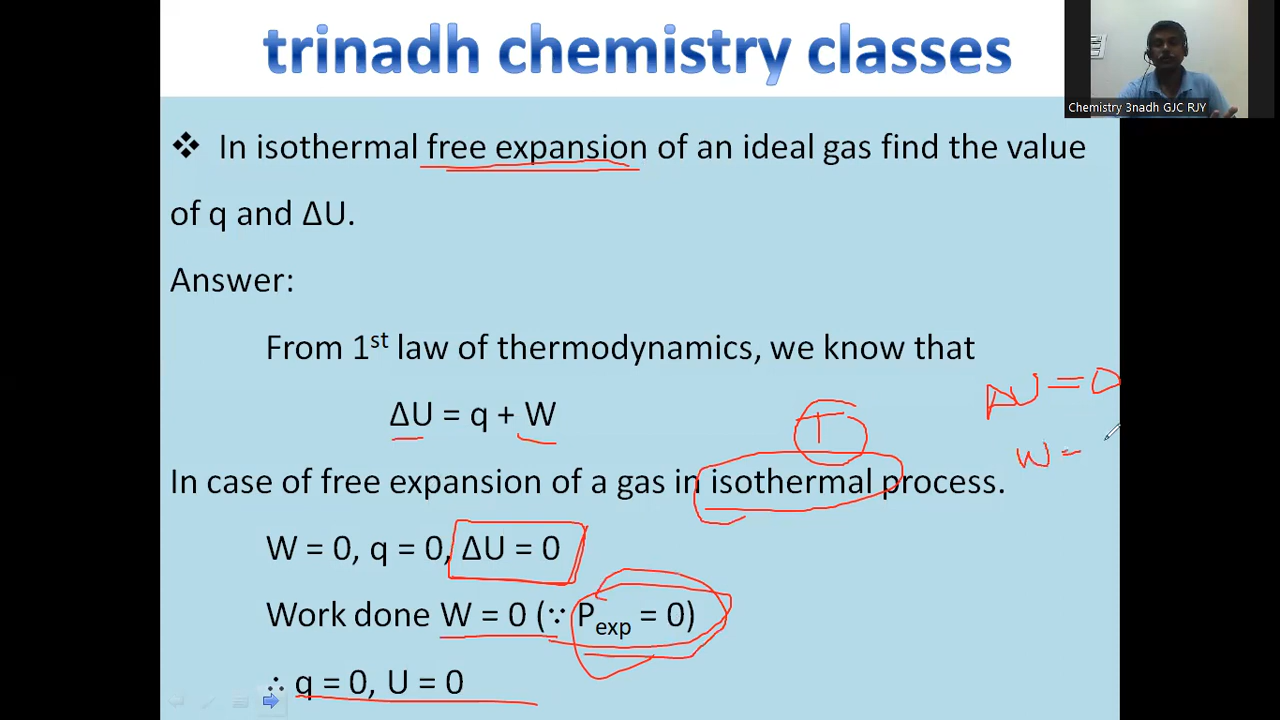 trinadh chemistry classes
Chemistry 3nadh GJC RJY
❖ In isothermal free expansion of an ideal gas find the value
of q and ΔU.
Answer:
From 1st law of thermodynamics, we know that
ΔU = 0
ΔU = q + W
T
W =
In case of free expansion of a gas in isothermal process.
W = 0, q = 0, ΔU = 0
Work done W = 0 (∵ Pexp = 0)
∴ q = 0, U = 0